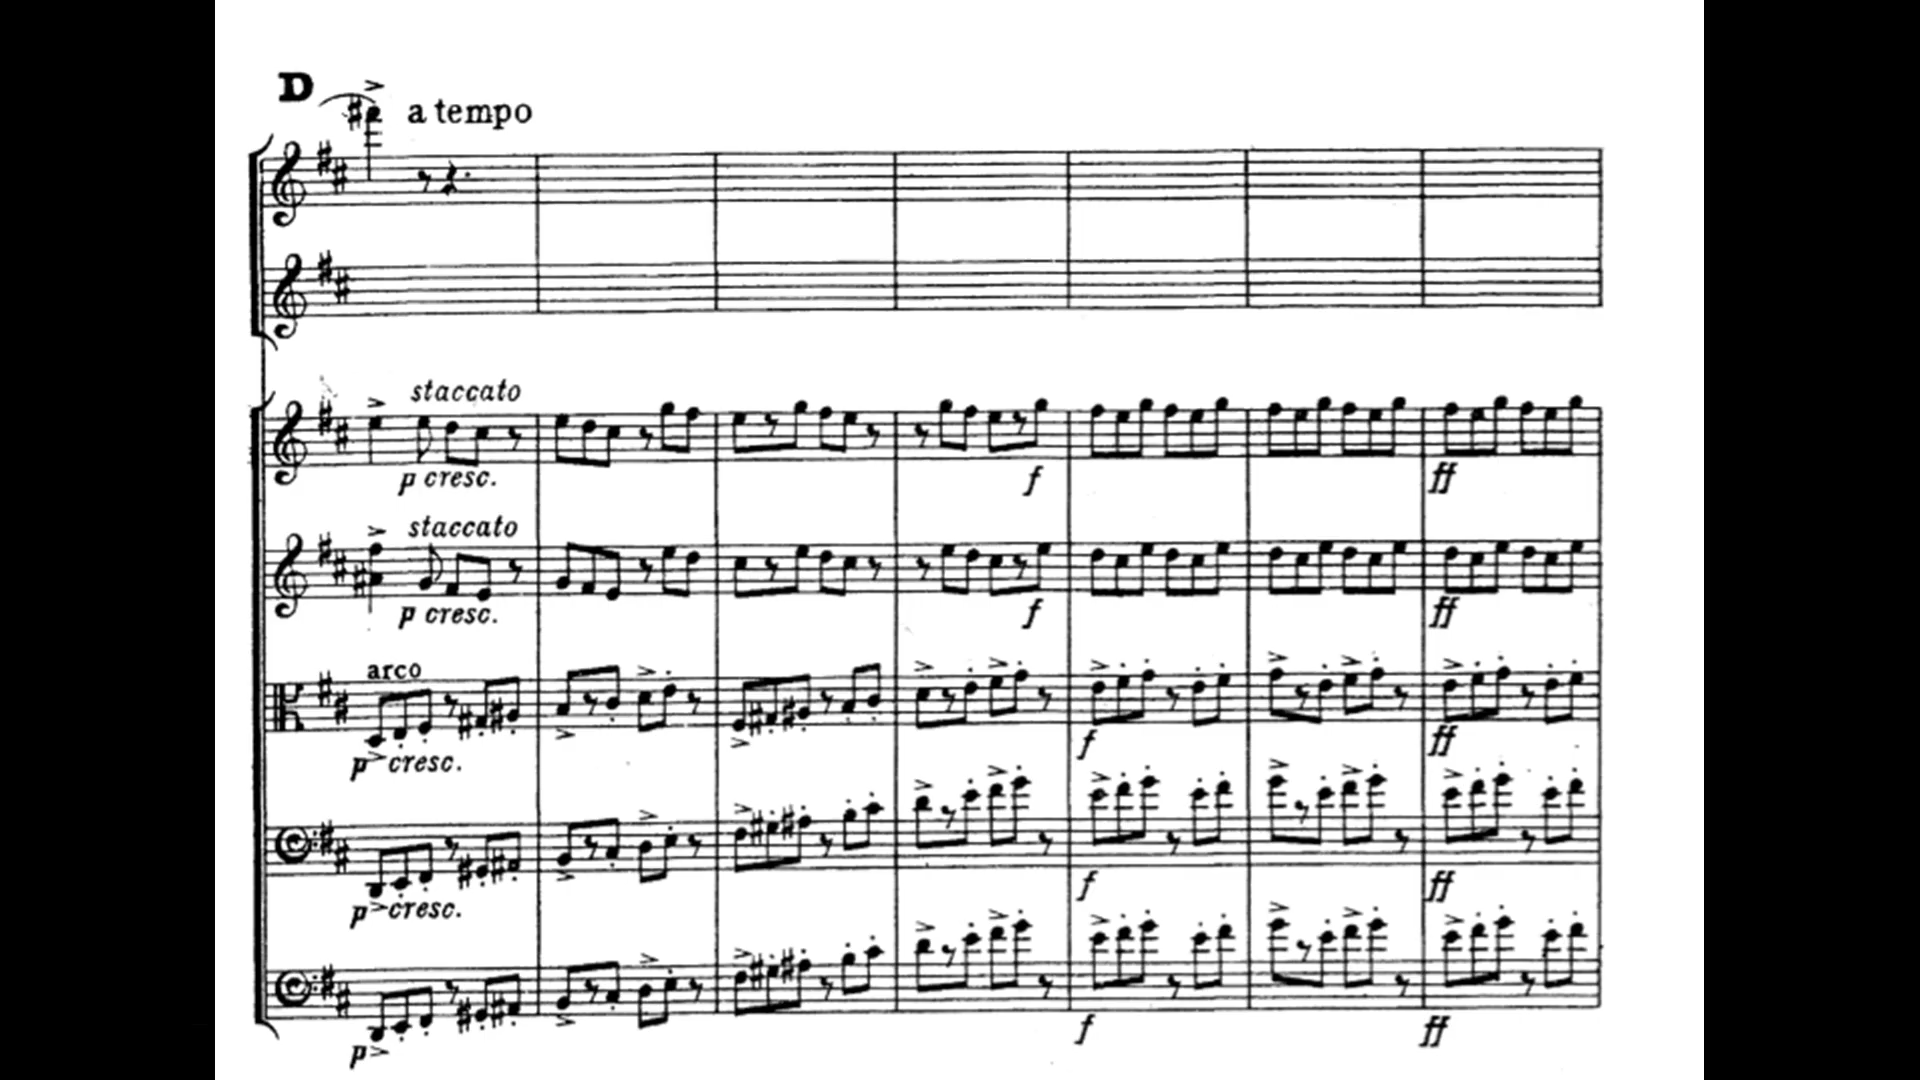 D
a tempo
staccato
p cresc.
f
ff
staccato
p cresc.
f
ff
arco
p cresc.
f
ff
p cresc.
f
ff
p
f
ff